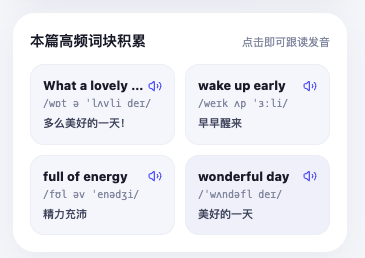 本篇高频词块积累
点击即可跟读发音
What a lovely ...
/wɒt ə ˈlʌvli deɪ/
多么美好的一天！
wake up early
/weɪk ʌp ˈɜːli/
早早醒来
full of energy
/fʊl əv ˈenədʒi/
精力充沛
wonderful day
/ˈwʌndəfl deɪ/
美好的一天